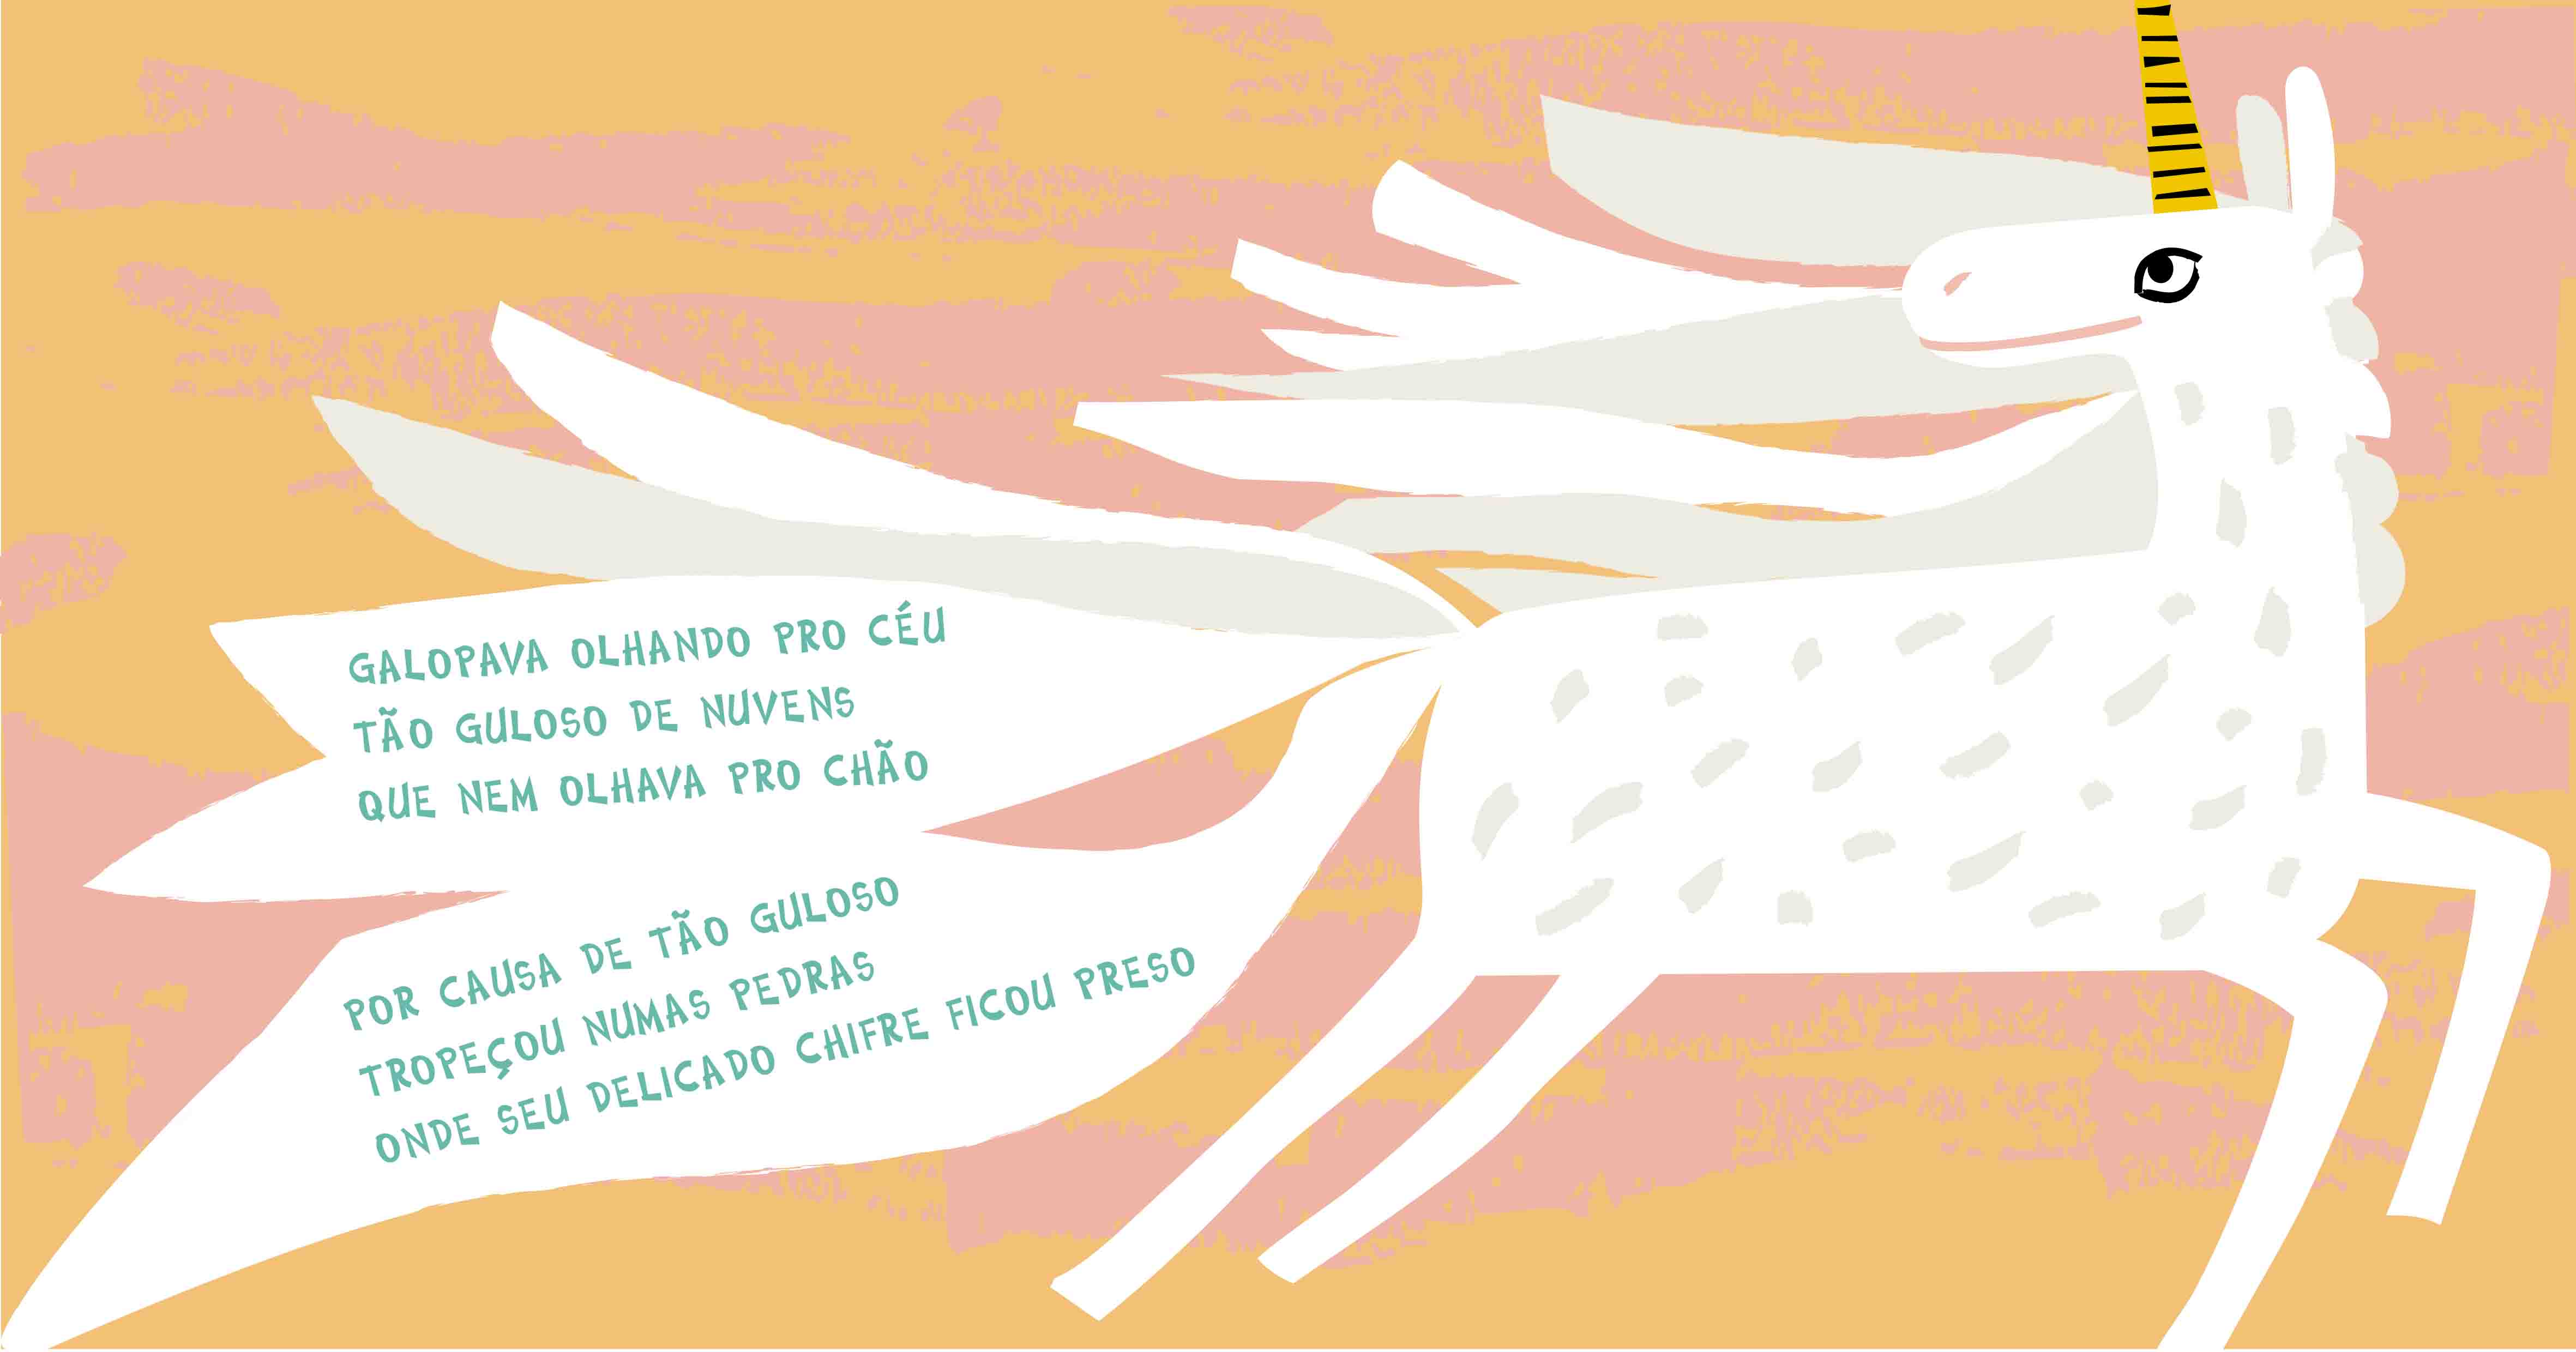 GALOPAVA OLHANDO PRO CÉU
TÃO GULOSO DE NUVENS
QUE NEM OLHAVA PRO CHÃO
POR CAUSA DE TÃO GULOSO
TROPEÇOU NUMAS PEDRAS
ONDE SEU DELICADO CHIFRE FICOU PRESO